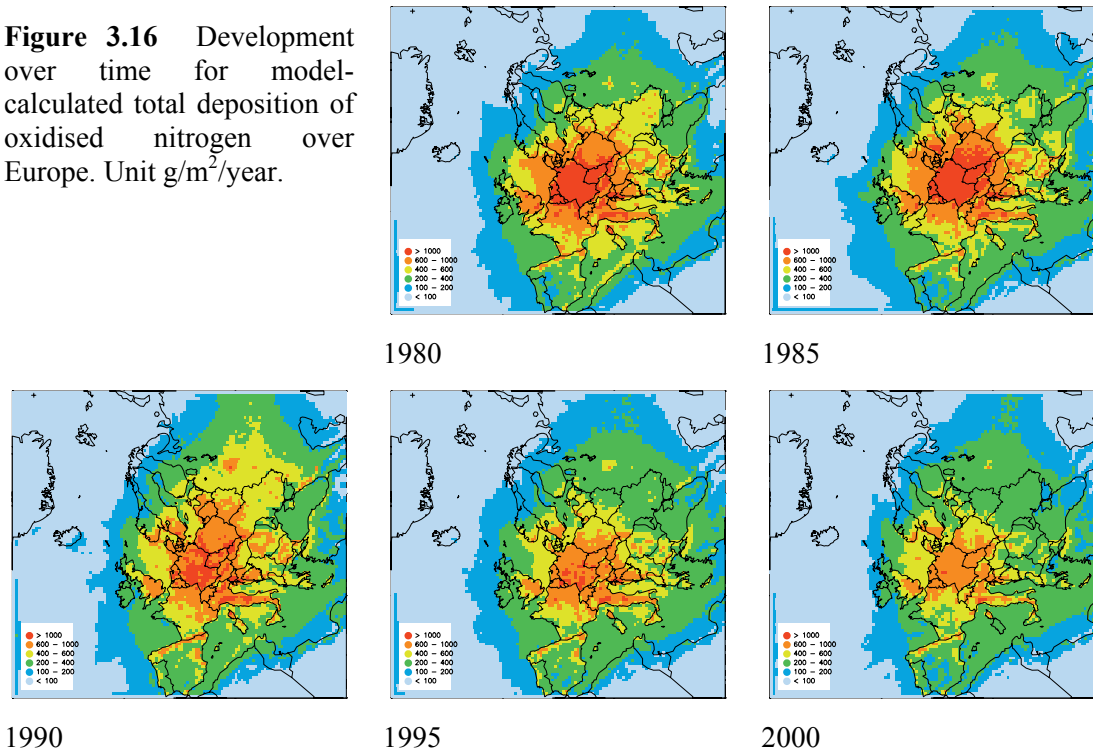 Figure 3.16 Development
over time for model-
calculated total deposition of
oxidised nitrogen over
Europe. Unit g/m²/year.
> 1000
600 – 1000
400 – 600
200 – 400
100 – 200
< 100
1980
> 1000
600 – 1000
400 – 600
200 – 400
100 – 200
< 100
1985
> 1000
600 – 1000
400 – 600
200 – 400
100 – 200
< 100
1990
> 1000
600 – 1000
400 – 600
200 – 400
100 – 200
< 100
1995
> 1000
600 – 1000
400 – 600
200 – 400
100 – 200
< 100
2000